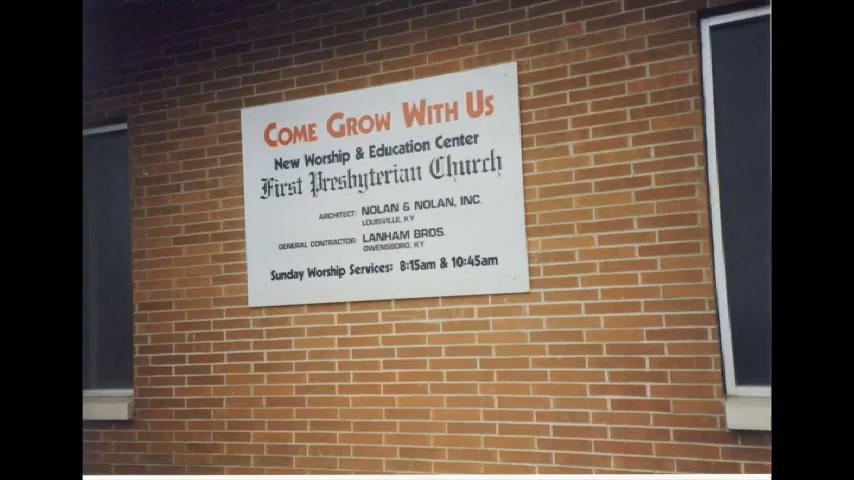 COME GROW WITH US
New Worship & Education Center
First Presbyterian Church
ARCHITECT: NOLAN & NOLAN, INC.
LOUISVILLE, KY
GENERAL CONTRACTOR: LANHAM BROS.
OWENSBORO, KY
Sunday Worship Services: 8:15am & 10:45am